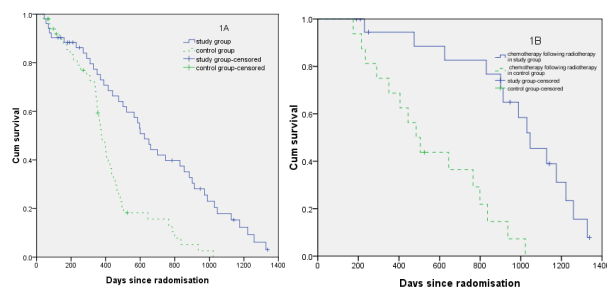 1A
study group
control group
study group-censored
control group-censored
Cum survival
1.0
0.8
0.6
0.4
0.2
0.0
0
200
400
600
800
1000
1200
1400
Days since radomisation
1B
chemotherapy following radiotherapy
in study group
chemotherapy following radiotherapy
in control group
study group-censored
control group-censored
Cum survival
1.0
0.8
0.6
0.4
0.2
0.0
0
200
400
600
800
1000
1200
1400
Days since radomisation